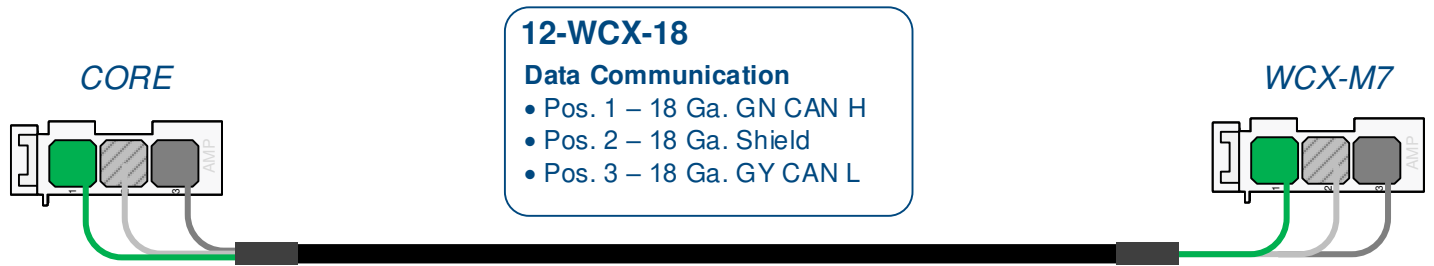 12-WCX-18
Data Communication
• Pos. 1 – 18 Ga. GN CAN H
• Pos. 2 – 18 Ga. Shield
• Pos. 3 – 18 Ga. GY CAN L
CORE
AMP
1
3
WCX-M7
AMP
1
2
3